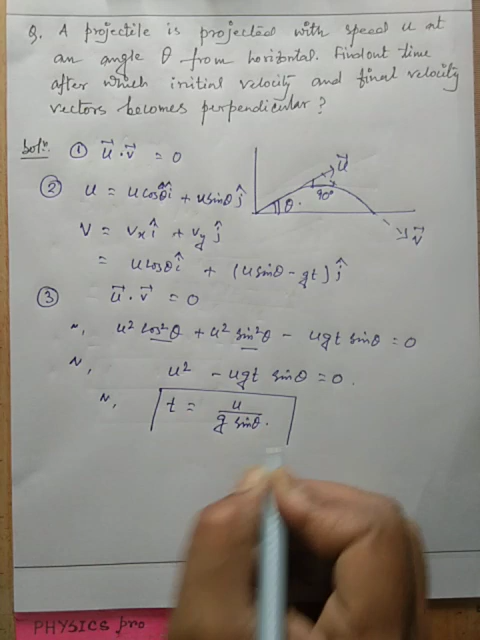 Q. A projectile is projected with speed u at
an angle θ from horizontal. Find out time
after which initial velocity and final velocity
vectors becomes perpendicular?
Solⁿ: ① u⃗·v⃗ = 0
② u = u cosθ î + u sinθ ĵ
V = vₓ î + v_y ĵ
= u cosθ î + (u sinθ - gt) ĵ
u⃗
90°
θ.
v⃗
③ u⃗·v⃗ = 0
~, u² cos²θ + u² sin²θ - ugt sinθ = 0
~, u² - ugt sinθ = 0.
~, t = u / g sinθ.
PHYSICS pro